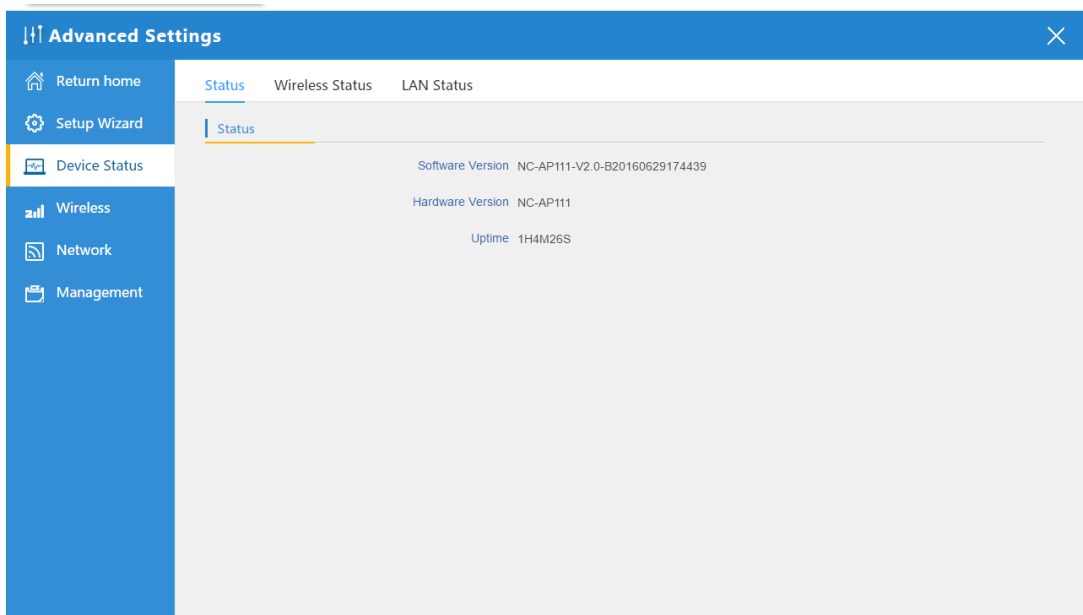 Advanced Settings
Return home
Setup Wizard
Device Status
Wireless
Network
Management
Status Wireless Status LAN Status
Status
Software Version NC-AP111-V2.0-B20160629174439
Hardware Version NC-AP111
Uptime 1H4M26S